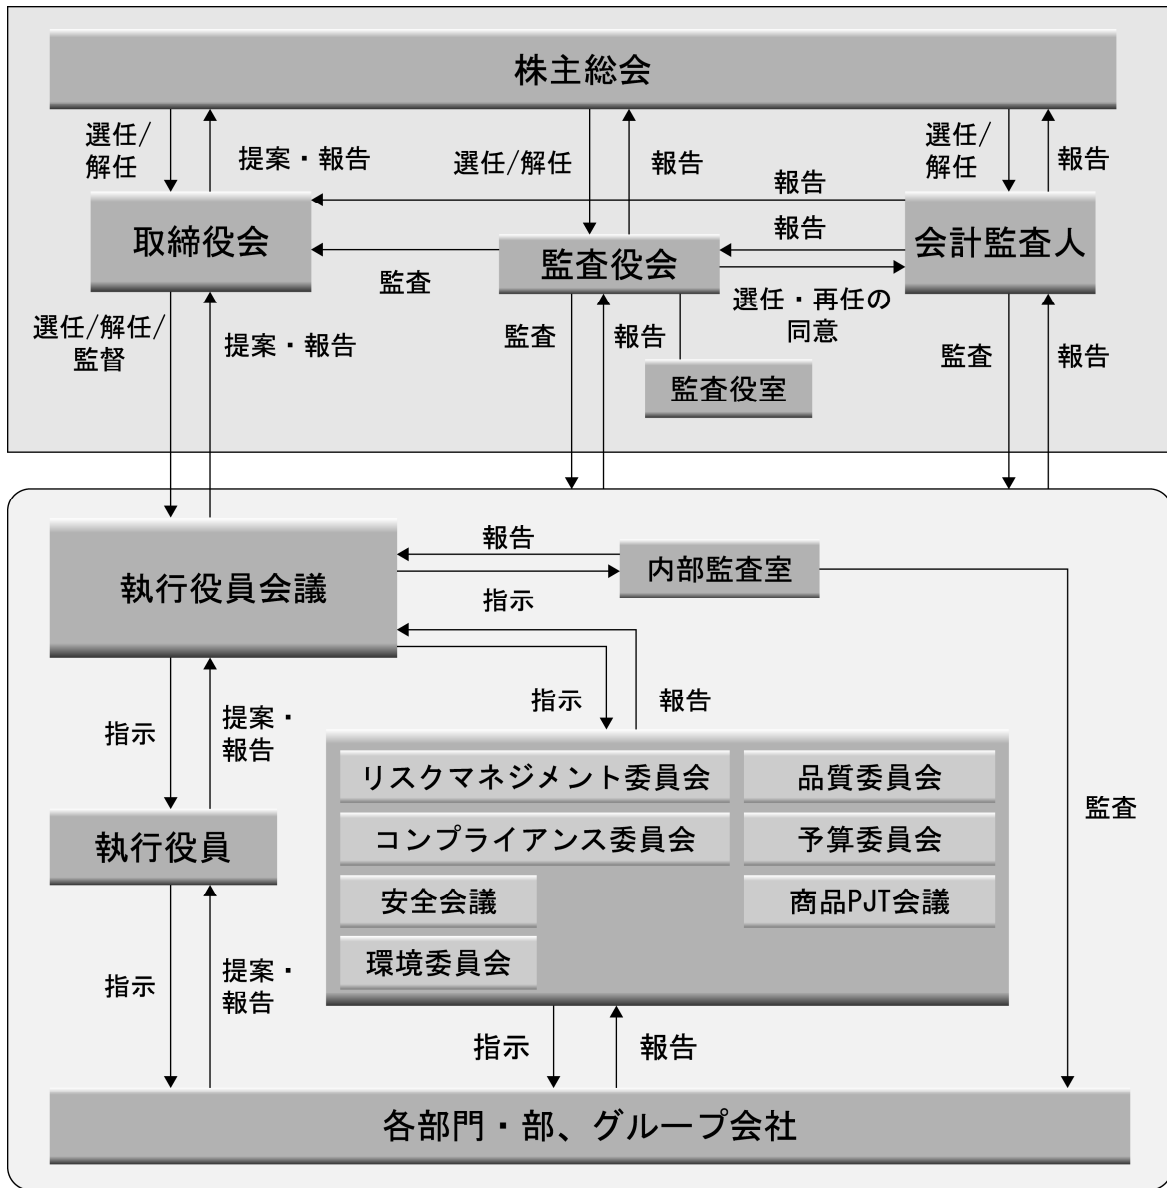 株主総会
選任/
解任
提案・報告
選任/解任
報告
選任/
解任
報告
報告
取締役会
監査役会
会計監査人
報告
監査
選任・再任の
同意
選任/解任/
監督
提案・報告
監査
報告
監査
報告
監査役室
執行役員会議
報告
内部監査室
指示
指示
報告
指示
提案・
報告
リスクマネジメント委員会
品質委員会
コンプライアンス委員会
予算委員会
安全会議
商品PJT会議
環境委員会
監査
執行役員
指示
提案・
報告
指示
報告
各部門・部、グループ会社